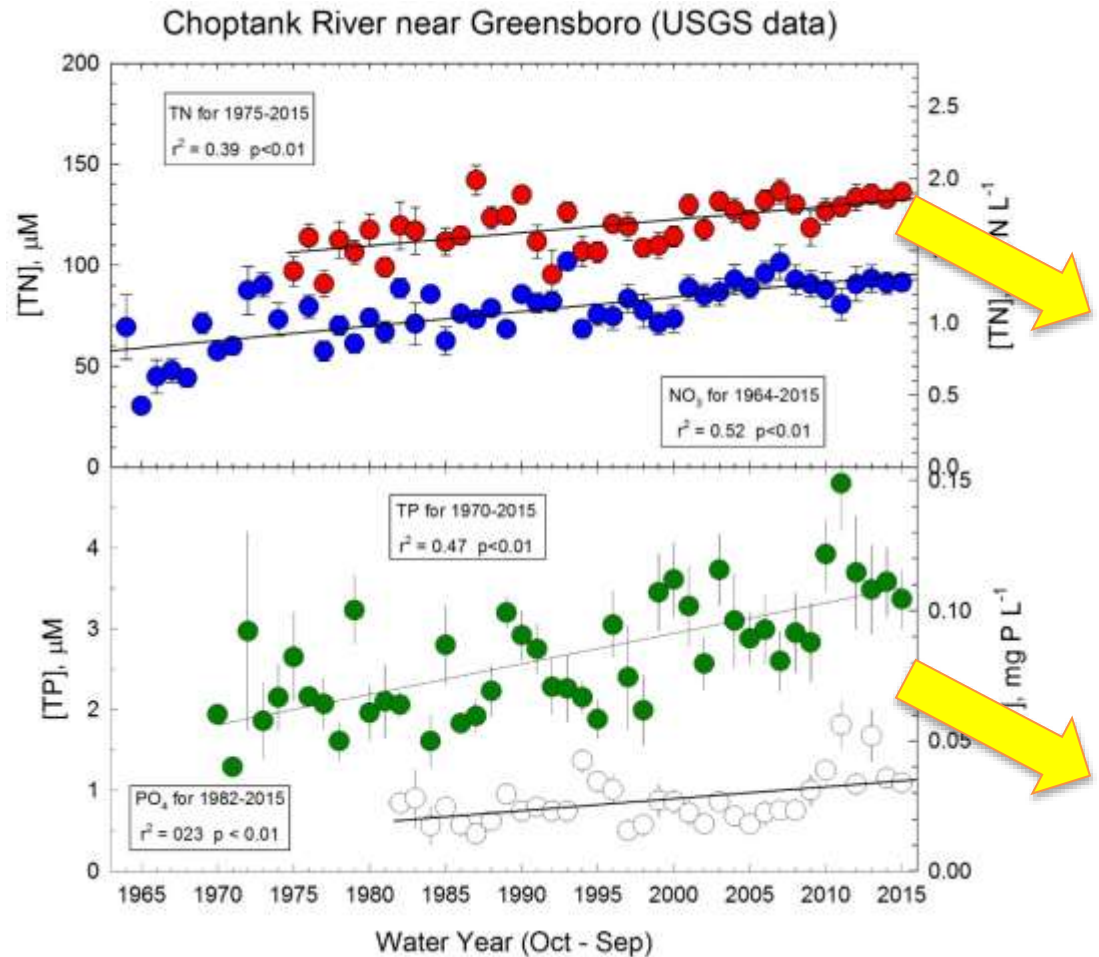 Choptank River near Greensboro (USGS data)
200
150
100
50
0
[TN], µM
TN for 1975-2015
r² = 0.39 p<0.01
NO₃ for 1964-2015
r² = 0.52 p<0.01
2.5
2.0
1.0
0.5
0.0
[TN], N L⁻¹
4
3
2
1
0
[TP], µM
TP for 1970-2015
r² = 0.47 p<0.01
PO₄ for 1982-2015
r² = 023 p < 0.01
0.15
0.10
0.05
0.00
], mg P L⁻¹
1965 1970 1975 1980 1985 1990 1995 2000 2005 2010 2015
Water Year (Oct - Sep)